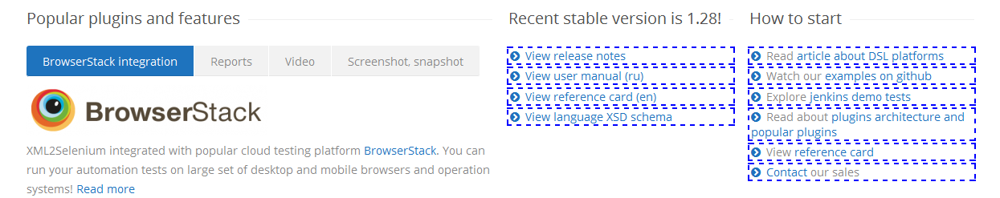 Popular plugins and features
BrowserStack integration
Reports
Video
Screenshot, snapshot
BrowserStack
XML2Selenium integrated with popular cloud testing platform BrowserStack. You can
run your automation tests on large set of desktop and mobile browsers and operation
systems! Read more
Recent stable version is 1.28!
View release notes
View user manual (ru)
View reference card (en)
View language XSD schema
How to start
Read article about DSL platforms
Watch our examples on github
Explore jenkins demo tests
Read about plugins architecture and
popular plugins
View reference card
Contact our sales